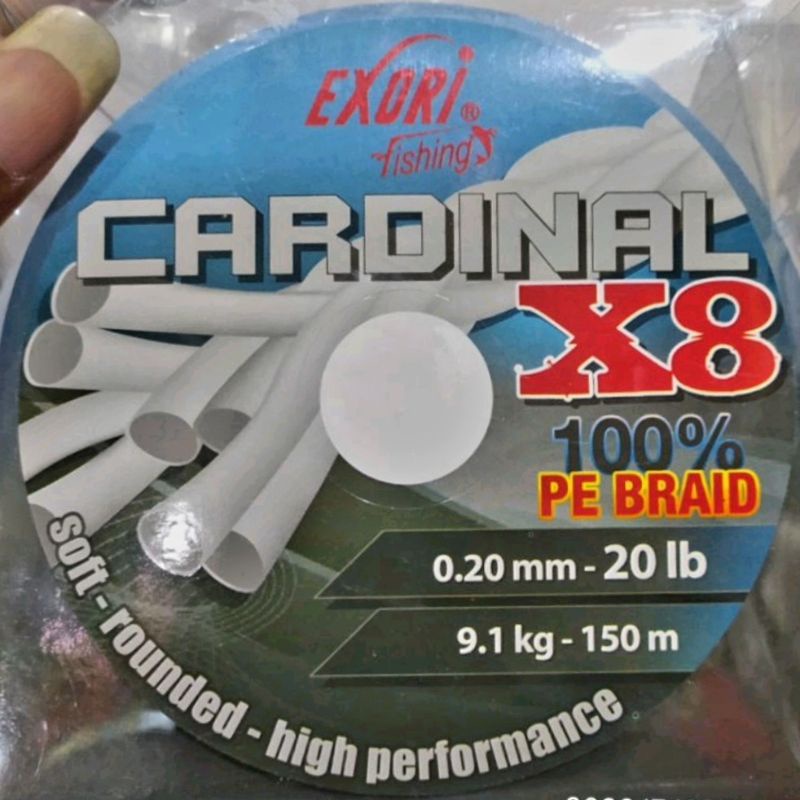 EXORI®
fishing
CARDINAL
X8
100%
PE BRAID
0.20 mm - 20 lb
9.1 kg - 150 m
soft - rounded - high performance